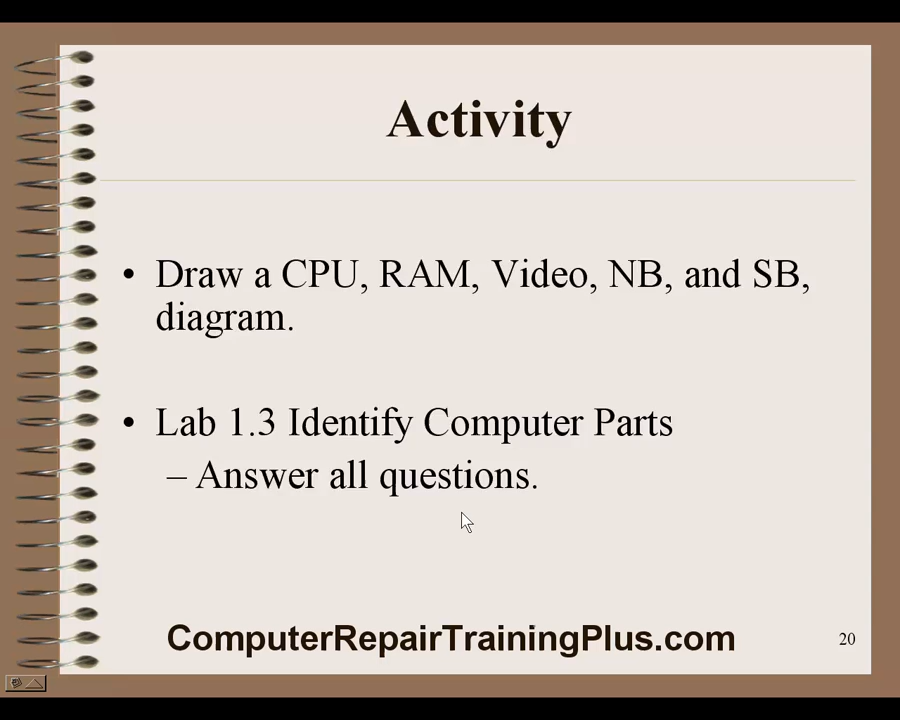 Activity
• Draw a CPU, RAM, Video, NB, and SB,
diagram.
• Lab 1.3 Identify Computer Parts
– Answer all questions.
ComputerRepairTrainingPlus.com
20